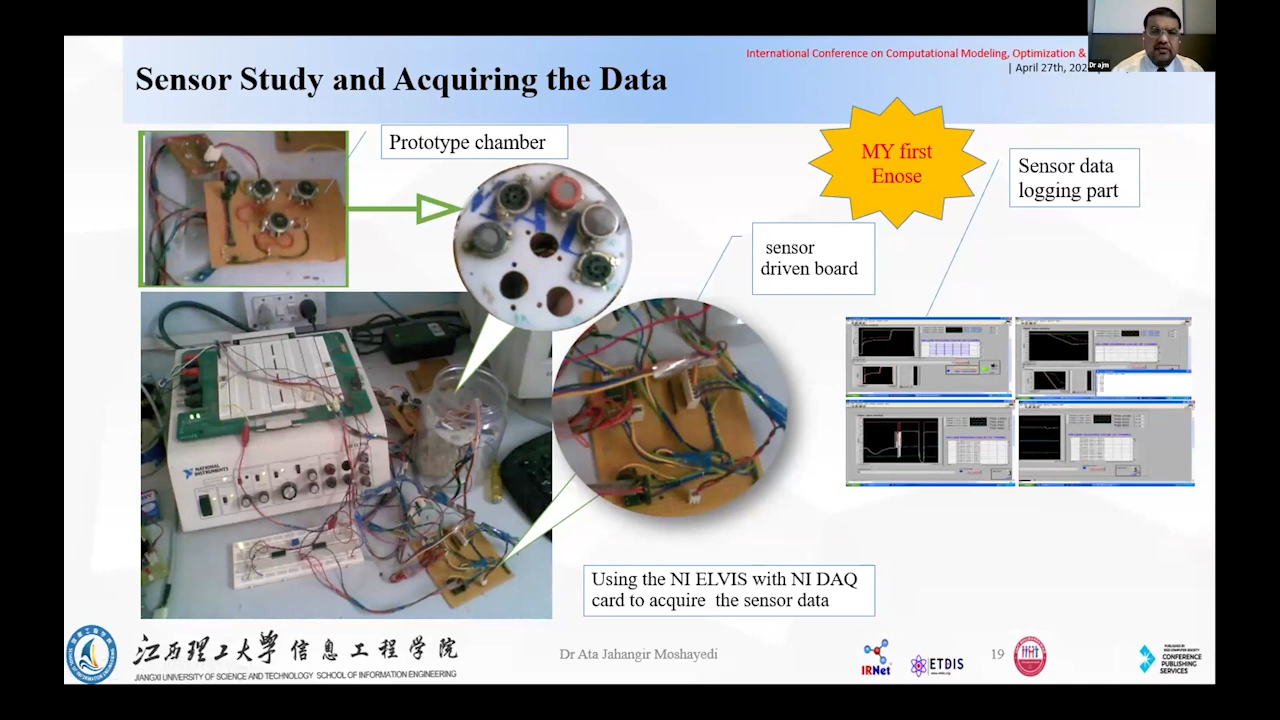 International Conference on Computational Modeling, Optimization &
| April 27th, 202
Dr ajm
Sensor Study and Acquiring the Data
Prototype chamber
MY first
Enose
Sensor data
logging part
sensor
driven board
NATIONAL
INSTRUMENTS
Using the NI ELVIS with NI DAQ
card to acquire the sensor data
江西理工大学 信息工程学院
JIANGXI UNIVERSITY OF SCIENCE AND TECHNOLOGY SCHOOL OF INFORMATION ENGINEERING
Dr Ata Jahangir Moshayedi
IRNet
ETDIS
19
CONFERENCE
PUBLISHING
SERVICES